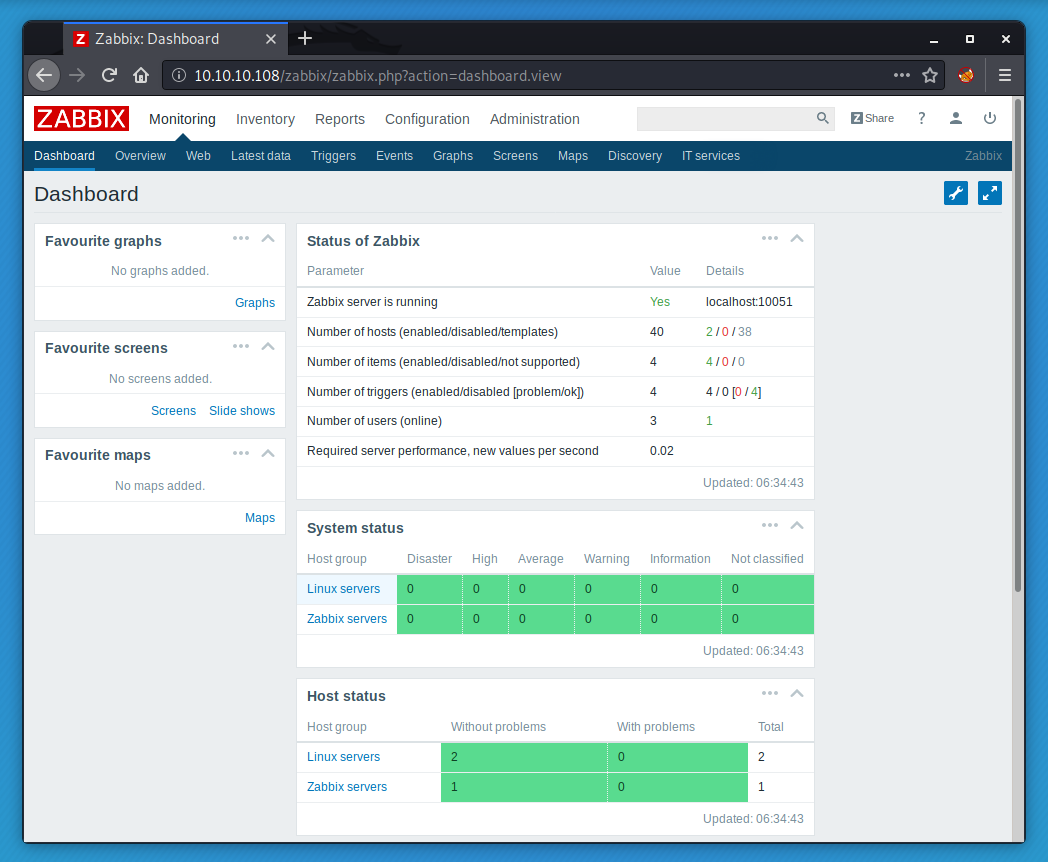 Zabbix: Dashboard
10.10.10.108/zabbix/zabbix.php?action=dashboard.view
ZABBIX Monitoring Inventory Reports Configuration Administration Z Share ?
Dashboard Overview Web Latest data Triggers Events Graphs Screens Maps Discovery IT services Zabbix
Dashboard
Favourite graphs
No graphs added.
Graphs
Favourite screens
No screens added.
Screens Slide shows
Favourite maps
No maps added.
Maps
Status of Zabbix
Parameter Value Details
Zabbix server is running Yes localhost:10051
Number of hosts (enabled/disabled/templates) 40 2 / 0 / 38
Number of items (enabled/disabled/not supported) 4 4 / 0 / 0
Number of triggers (enabled/disabled [problem/ok]) 4 4 / 0 [0 / 4]
Number of users (online) 3 1
Required server performance, new values per second 0.02
Updated: 06:34:43
System status
Host group Disaster High Average Warning Information Not classified
Linux servers 0 0 0 0 0 0
Zabbix servers 0 0 0 0 0 0
Updated: 06:34:43
Host status
Host group Without problems With problems Total
Linux servers 2 0 2
Zabbix servers 1 0 1
Updated: 06:34:43